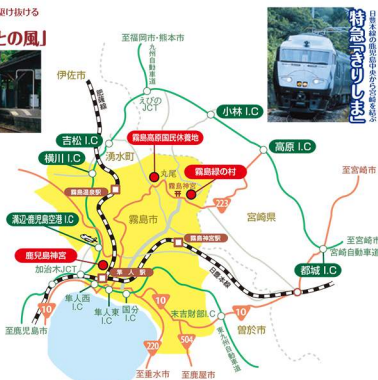 駆け抜ける
との風」
日豊本線の鹿児島中央から宮崎を結ぶ
特急「きりしま」
至福岡市・熊本市
九州自動車道
伊佐市
肥薩線
えびの
JCT
小林 I.C
吉松 I.C
湧水町
霧島高原国民休養地
高原 I.C
横川 I.C
丸尾
霧島緑の村
至宮崎市
霧島温泉駅
霧島神宮
223
霧島市
宮崎県
溝辺・鹿児島空港 I.C
霧島神宮駅
至宮崎市
宮崎自動車道
鹿児島神宮
都城 I.C
加治木JCT
隼人駅
日豊本線
隼人西
I.C
隼人東
I.C
国分
I.C
末吉財部I.C
10
10
10
曽於市
至鹿児島市
220
504
東九州自動車道
至垂水市
至鹿屋市